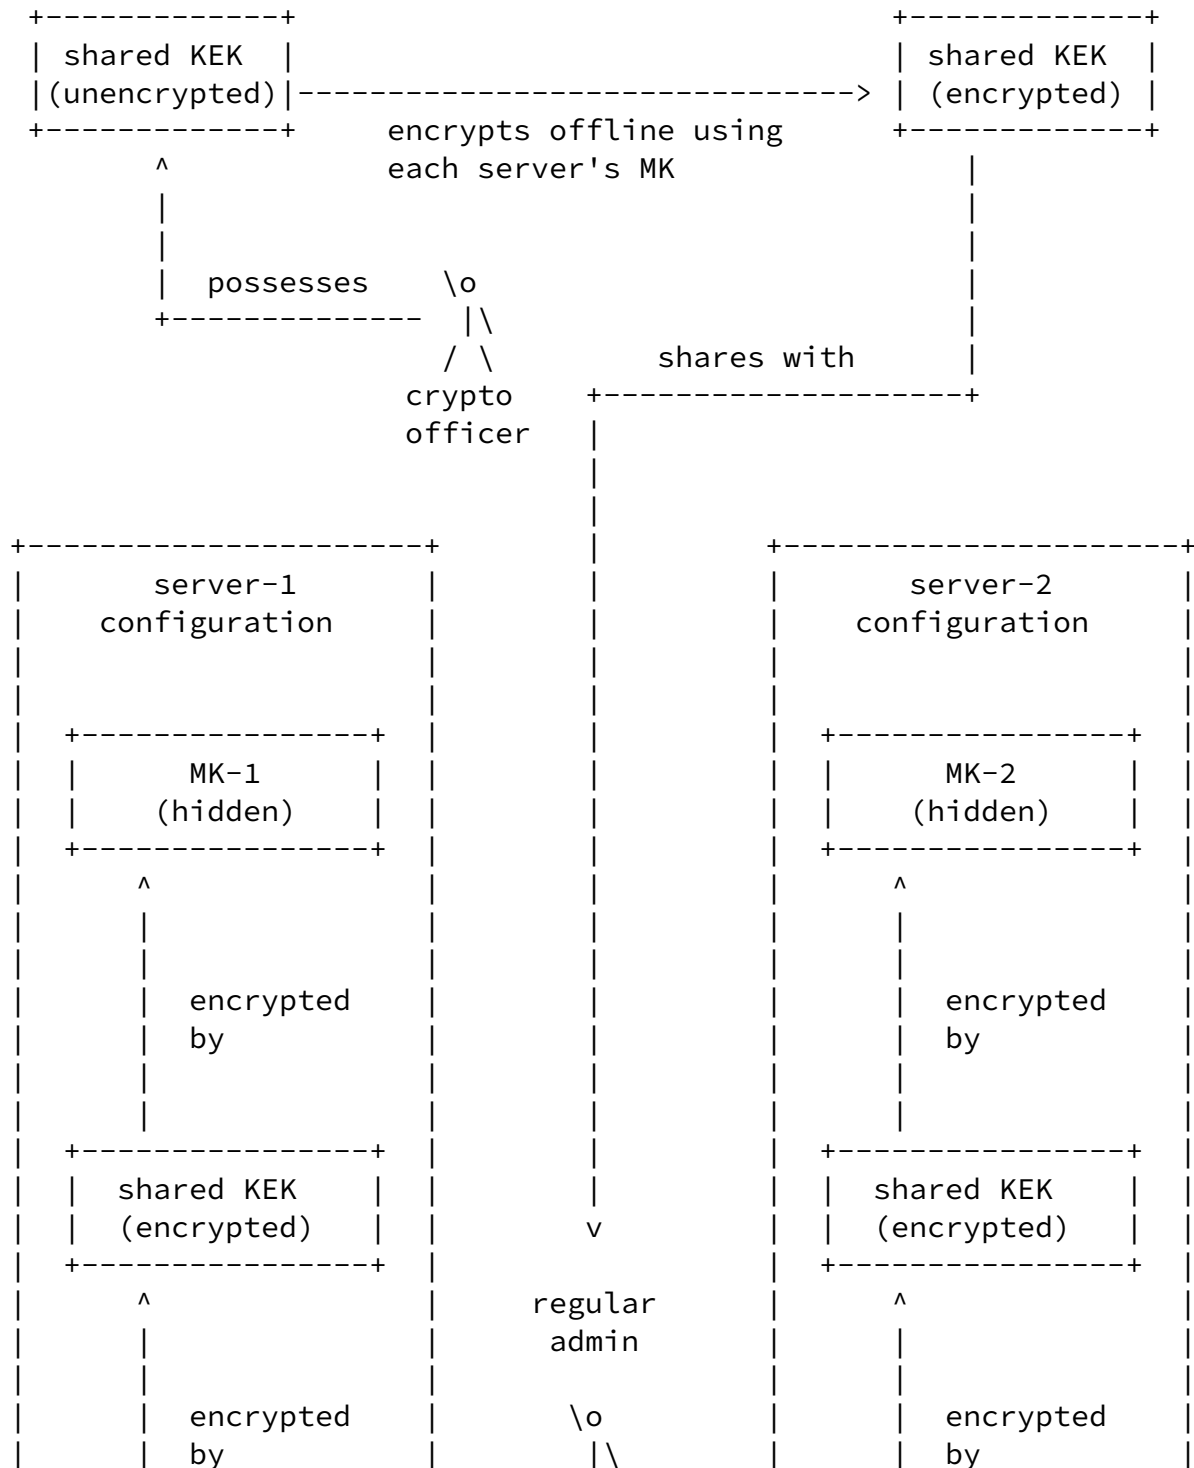 +-------------+                                 +-------------+
| shared KEK  |                                 | shared KEK  |
|(unencrypted)|-------------------------------> | (encrypted) |
+-------------+     encrypts offline using      +-------------+
       ^            each server's MK                |
       |                                            |
       |                                            |
       |  possesses    \o                           |
       +--------------  |\                          |
                       / \         shares with      |
                     crypto    +--------------------+
                     officer   |
                               |
                               |
+----------------------+       |         +----------------------+
|       server-1       |       |         |       server-2       |
|    configuration     |       |         |    configuration     |
|                      |       |         |                      |
|                      |       |         |                      |
|  +----------------+  |       |         |  +----------------+  |
|  |      MK-1      |  |       |         |  |      MK-2      |  |
|  |    (hidden)    |  |       |         |  |    (hidden)    |  |
|  +----------------+  |       |         |  +----------------+  |
|      ^               |       |         |      ^               |
|      |               |       |         |      |               |
|      |               |       |         |      |               |
|      |  encrypted    |       |         |      |  encrypted    |
|      |  by           |       |         |      |  by           |
|      |               |       |         |      |               |
|      |               |       |         |      |               |
|  +----------------+  |       |         |  +----------------+  |
|  |  shared KEK    |  |       |         |  |  shared KEK    |  |
|  |  (encrypted)   |  |       v         |  |  (encrypted)   |  |
|  +----------------+  |                 |  +----------------+  |
|      ^               |    regular      |      ^               |
|      |               |     admin       |      |               |
|      |               |                 |      |               |
|      |  encrypted    |      \o         |      |  encrypted    |
|      |  by           |       |\        |      |  by           |